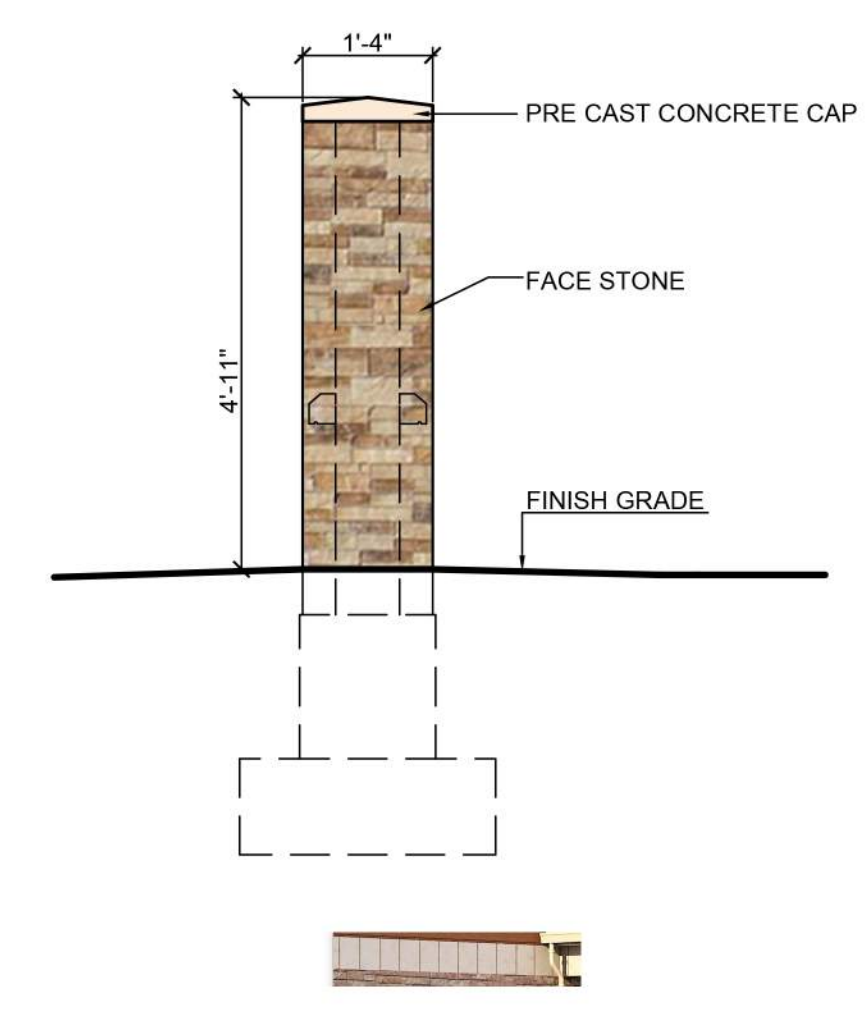 1'-4"
PRE CAST CONCRETE CAP
FACE STONE
4'-11"
FINISH GRADE